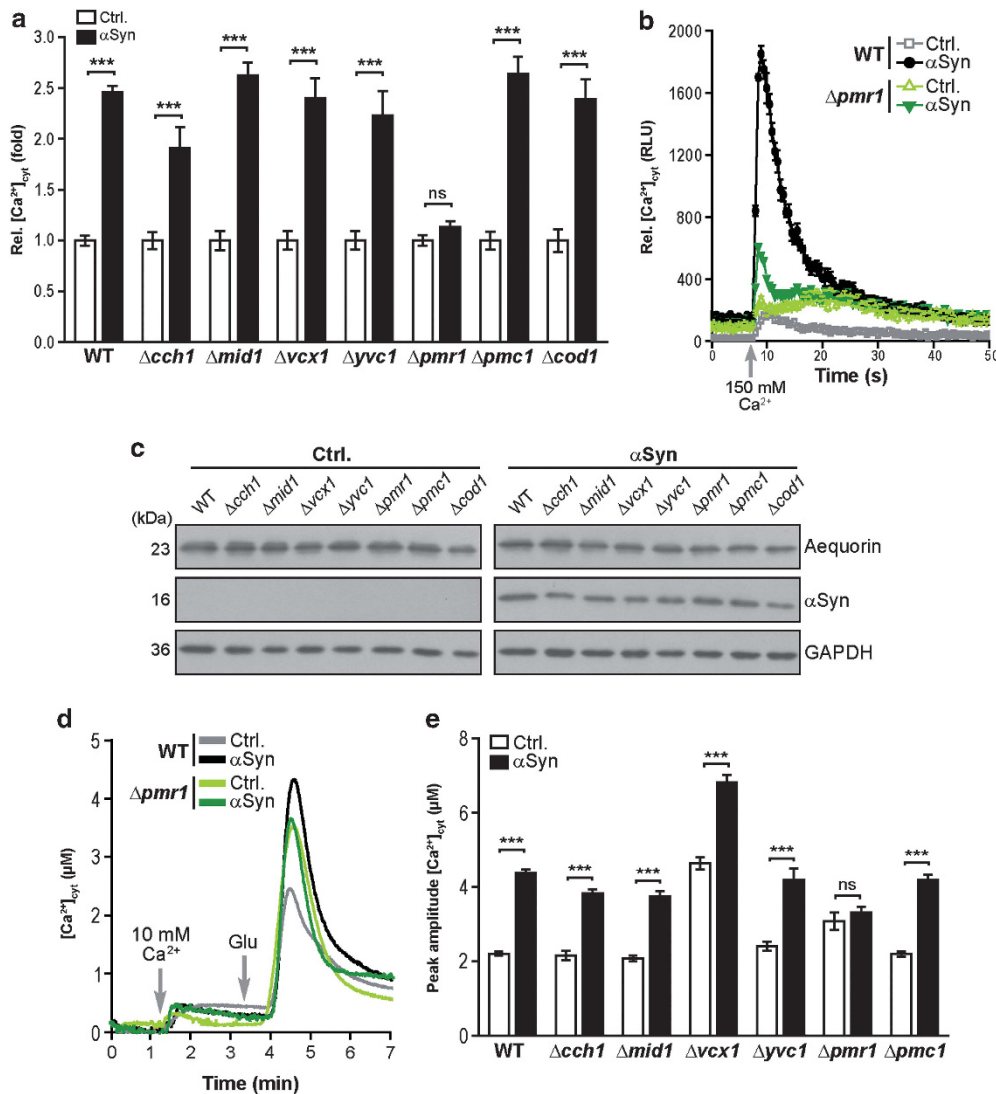 a
Ctrl.
αSyn
Rel. [Ca²⁺]cyt (fold)
3.0
2.5
2.0
1.5
1.0
0.5
0.0
***
***
***
***
***
ns
***
***
WT Δcch1 Δmid1 Δvcx1 Δyvc1 Δpmr1 Δpmc1 Δcod1
b
WT Ctrl.
αSyn
Δpmr1 Ctrl.
αSyn
Rel. [Ca²⁺]cyt (RLU)
2000
1600
1200
800
400
0
0 10 20 30 40 50
Time (s)
150 mM
Ca²⁺
c
Ctrl. αSyn
WT Δcch1 Δmid1 Δvcx1 Δyvc1 Δpmr1 Δpmc1 Δcod1 WT Δcch1 Δmid1 Δvcx1 Δyvc1 Δpmr1 Δpmc1 Δcod1
(kDa)
23 Aequorin
16 αSyn
36 GAPDH
d
WT Ctrl.
αSyn
Δpmr1 Ctrl.
αSyn
[Ca²⁺]cyt (µM)
5
4
3
2
1
0
10 mM
Ca²⁺
Glu
0 1 2 3 4 5 6 7
Time (min)
e
Ctrl.
αSyn
Peak amplitude [Ca²⁺]cyt (µM)
8
6
4
2
0
***
***
***
***
***
ns
***
WT Δcch1 Δmid1 Δvcx1 Δyvc1 Δpmr1 Δpmc1